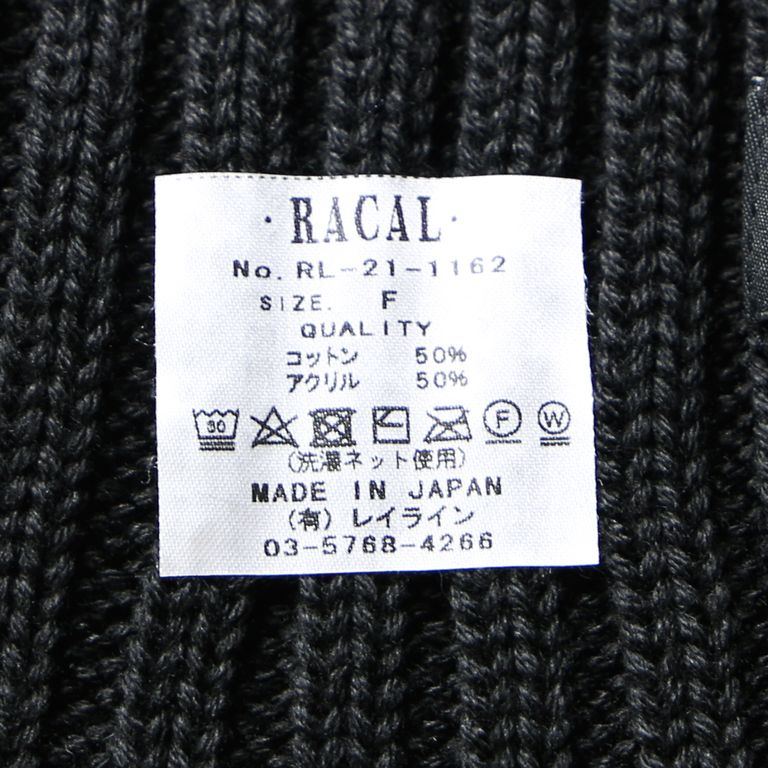 ・RACAL・
No. RL-21-1162
SIZE. F
QUALITY
コットン 50%
アクリル 50%
30 F W
(洗濯ネット使用)
MADE IN JAPAN
(有) レイライン
03-5768-4266